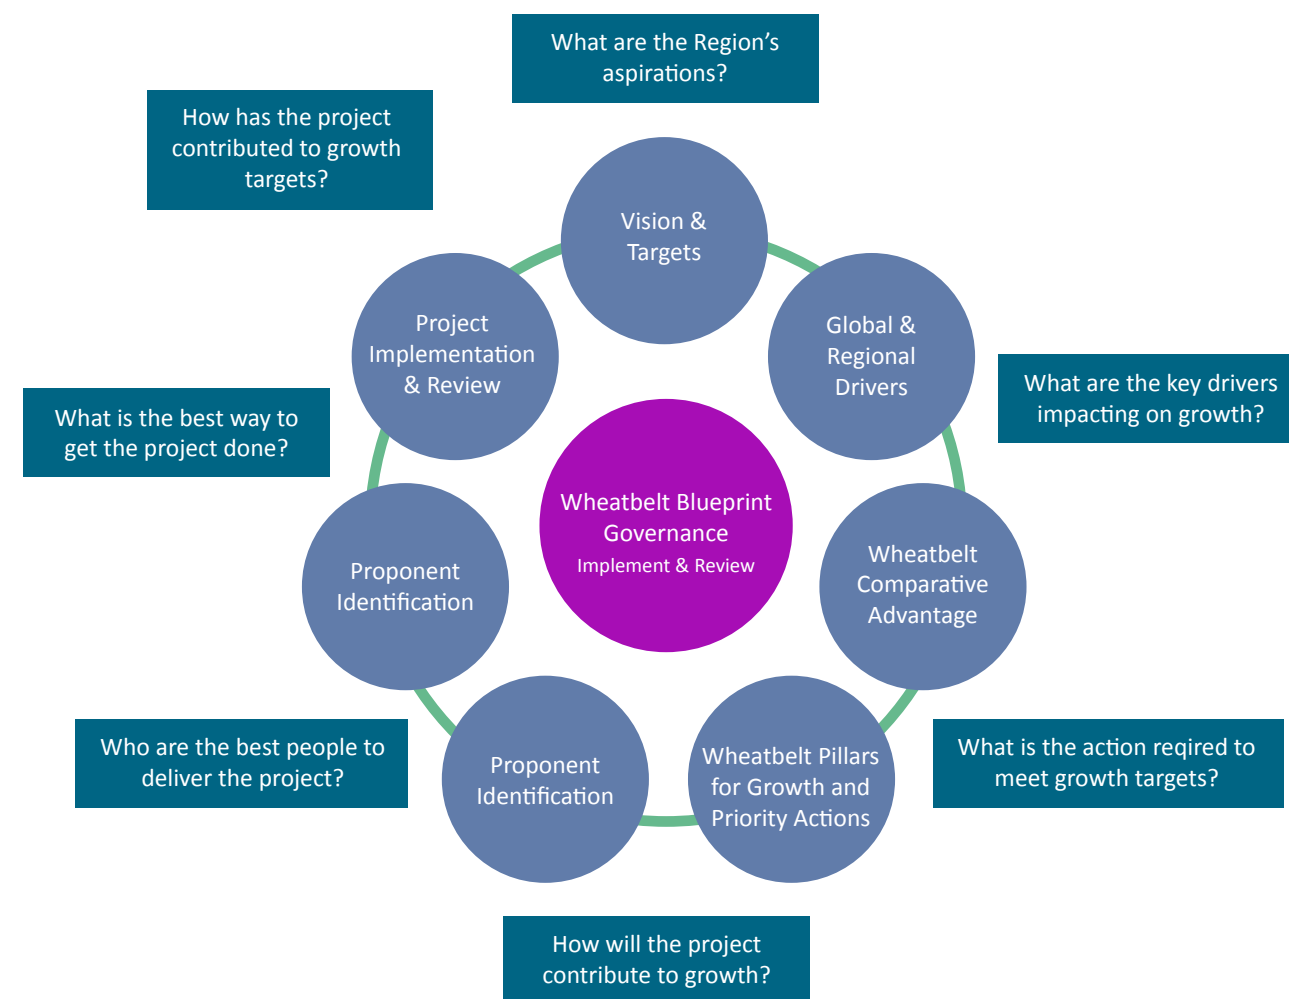 What are the Region’s
aspirations?
How has the project
contributed to growth
targets?
Vision &
Targets
Project
Implementation
& Review
Global &
Regional
Drivers
What are the key drivers
impacting on growth?
What is the best way to
get the project done?
Wheatbelt Blueprint
Governance
Implement & Review
Wheatbelt
Comparative
Advantage
Proponent
Identification
Who are the best people to
deliver the project?
What is the action reqired to
meet growth targets?
Proponent
Identification
Wheatbelt Pillars
for Growth and
Priority Actions
How will the project
contribute to growth?